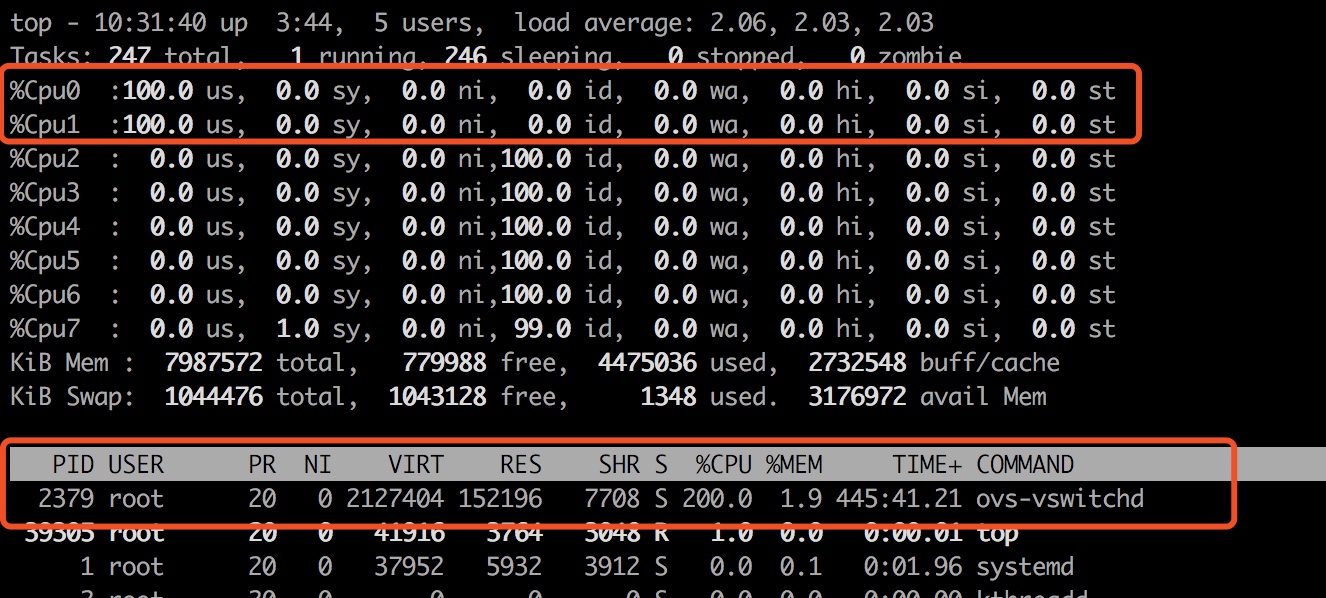 top - 10:31:40 up  3:44,  5 users,  load average: 2.06, 2.03, 2.03
Tasks: 247 total,   1 running, 246 sleeping,   0 stopped,   0 zombie
%Cpu0  :100.0 us,  0.0 sy,  0.0 ni,  0.0 id,  0.0 wa,  0.0 hi,  0.0 si,  0.0 st
%Cpu1  :100.0 us,  0.0 sy,  0.0 ni,  0.0 id,  0.0 wa,  0.0 hi,  0.0 si,  0.0 st
%Cpu2  :  0.0 us,  0.0 sy,  0.0 ni,100.0 id,  0.0 wa,  0.0 hi,  0.0 si,  0.0 st
%Cpu3  :  0.0 us,  0.0 sy,  0.0 ni,100.0 id,  0.0 wa,  0.0 hi,  0.0 si,  0.0 st
%Cpu4  :  0.0 us,  0.0 sy,  0.0 ni,100.0 id,  0.0 wa,  0.0 hi,  0.0 si,  0.0 st
%Cpu5  :  0.0 us,  0.0 sy,  0.0 ni,100.0 id,  0.0 wa,  0.0 hi,  0.0 si,  0.0 st
%Cpu6  :  0.0 us,  0.0 sy,  0.0 ni,100.0 id,  0.0 wa,  0.0 hi,  0.0 si,  0.0 st
%Cpu7  :  0.0 us,  1.0 sy,  0.0 ni, 99.0 id,  0.0 wa,  0.0 hi,  0.0 si,  0.0 st
KiB Mem :  7987572 total,   779988 free,  4475036 used,  2732548 buff/cache
KiB Swap:  1044476 total,  1043128 free,     1348 used.  3176972 avail Mem
PID USER      PR  NI    VIRT    RES    SHR S  %CPU %MEM     TIME+ COMMAND
2379 root      20   0 2127404 152196   7708 S 200.0  1.9 445:41.21 ovs-vswitchd
39305 root      20   0   41916   3764   3048 R   1.0  0.0   0:00.01 top
1 root      20   0   37952   5932   3912 S   0.0  0.1   0:01.96 systemd